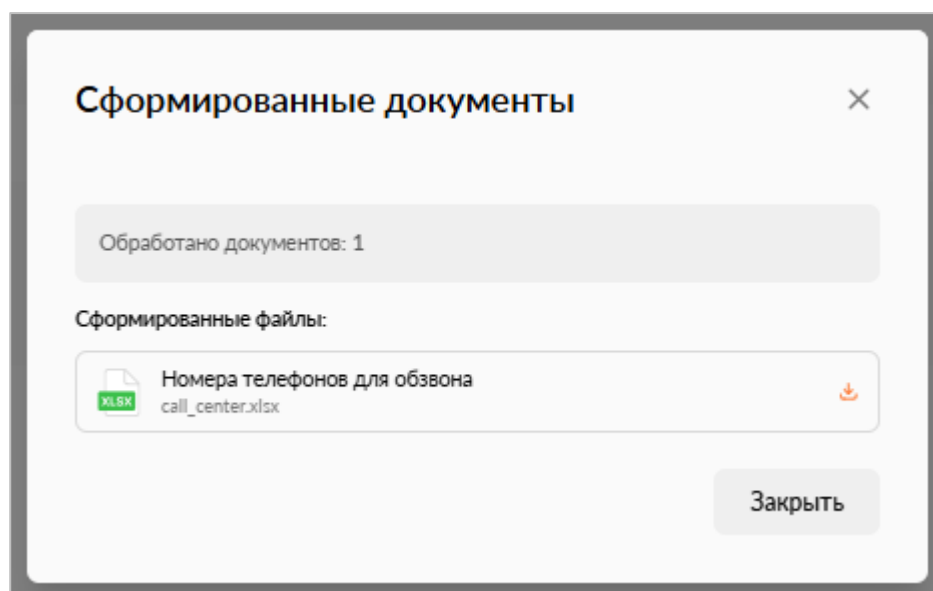 Сформированные документы
Обработано документов: 1
Сформированные файлы:
XLSX
Номера телефонов для обзвона
call_center.xlsx
Закрыть